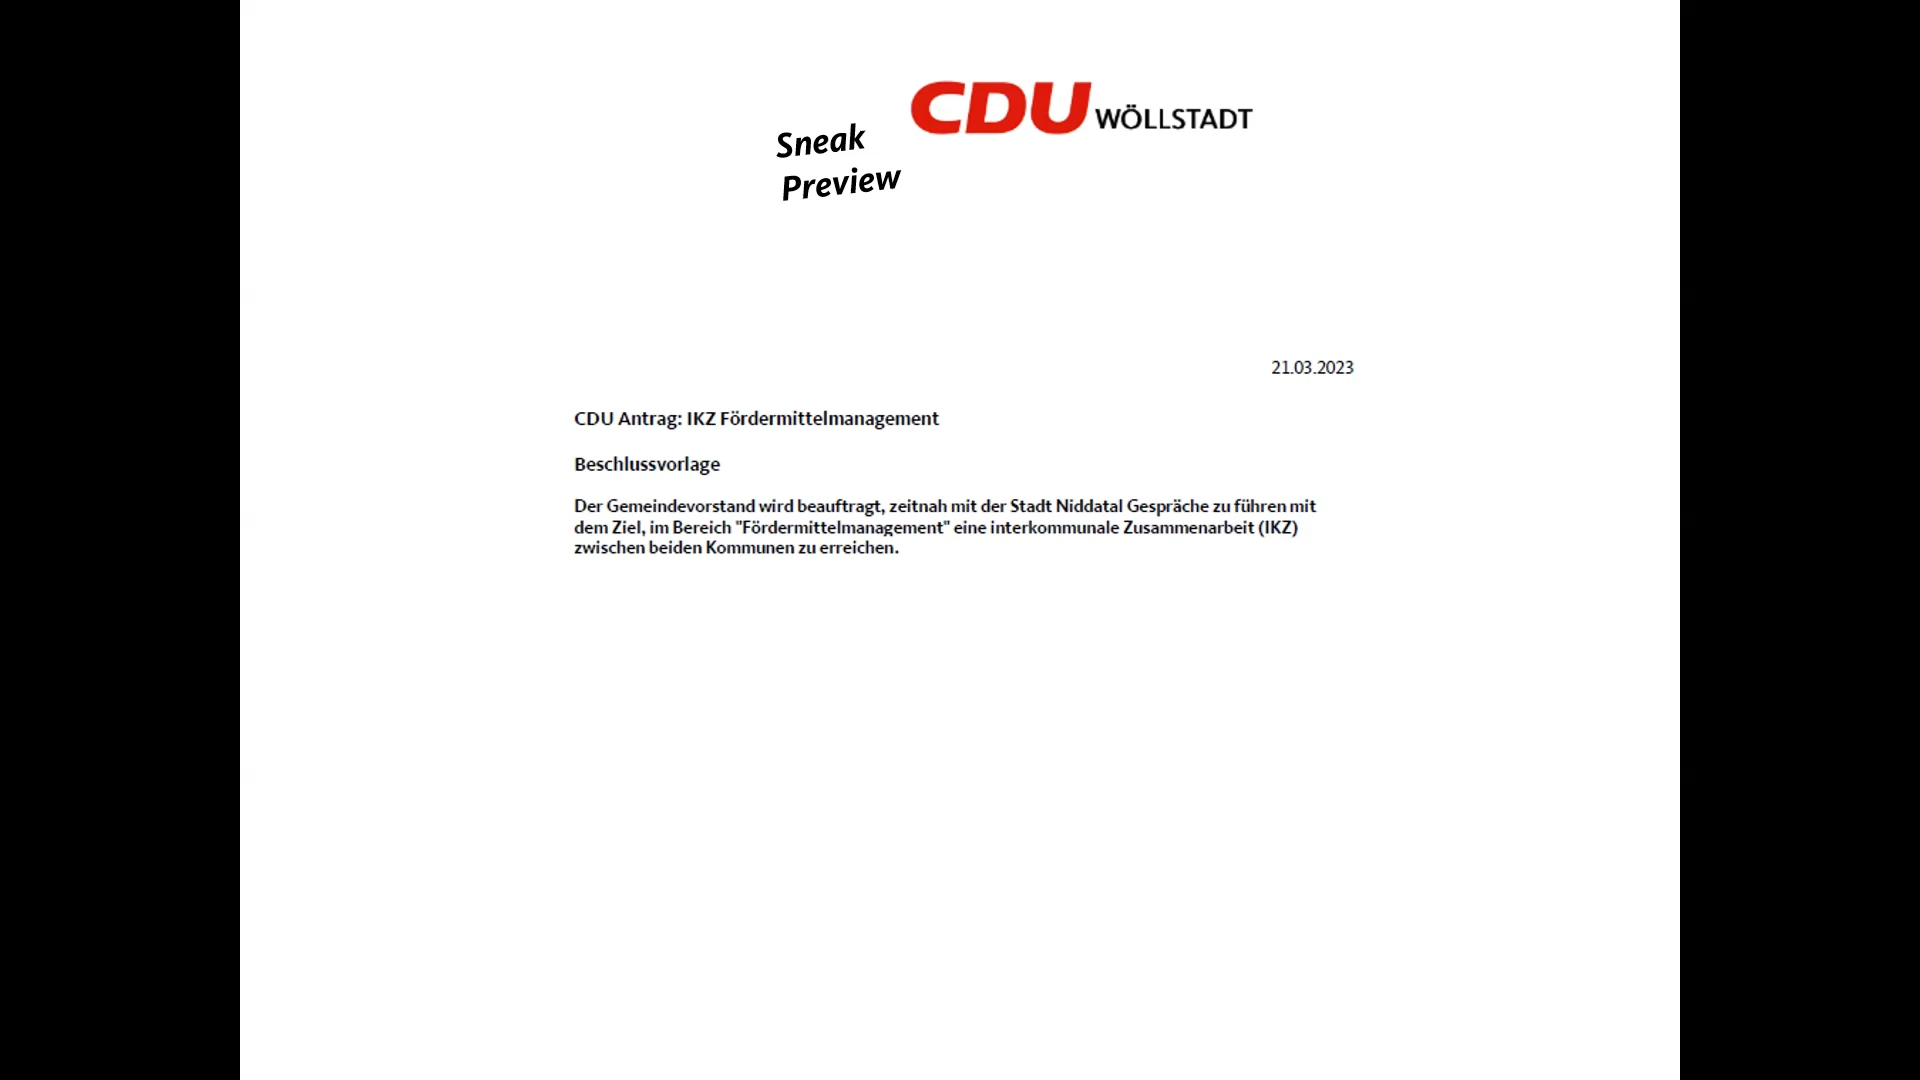 CDU WÖLLSTADT
Sneak
Preview
21.03.2023
CDU Antrag: IKZ Fördermittelmanagement
Beschlussvorlage
Der Gemeindevorstand wird beauftragt, zeitnah mit der Stadt Niddatal Gespräche zu führen mit
dem Ziel, im Bereich "Fördermittelmanagement" eine interkommunale Zusammenarbeit (IKZ)
zwischen beiden Kommunen zu erreichen.